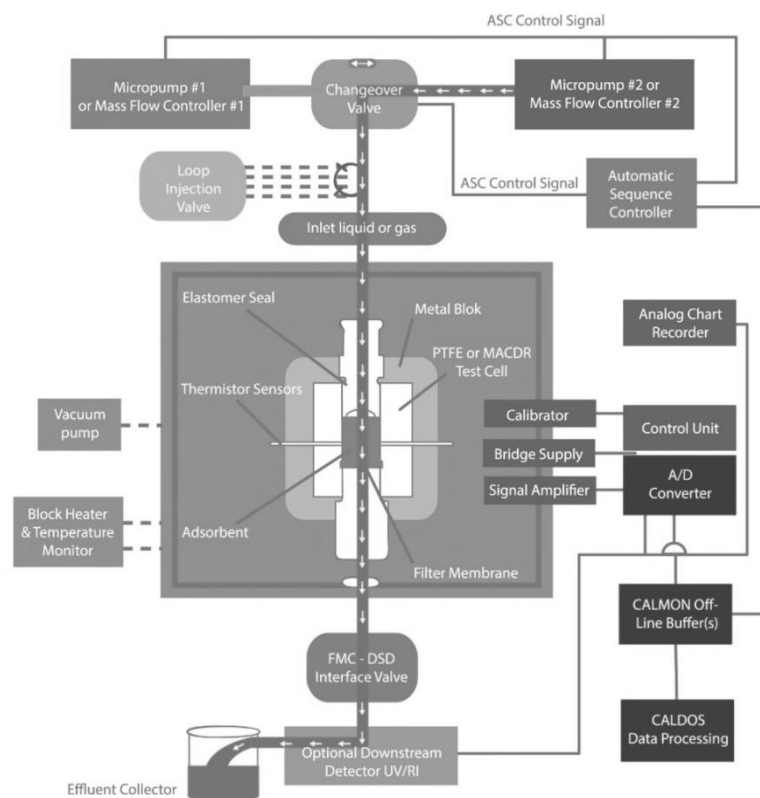 ASC Control Signal
Micropump #1
or Mass Flow Controller #1
Changeover
Valve
Micropump #2 or
Mass Flow Controller #2
Loop
Injection
Valve
ASC Control Signal
Automatic
Sequence
Controller
Inlet liquid or gas
Elastomer Seal
Metal Blok
Analog Chart
Recorder
PTFE or MACDR
Test Cell
Thermistor Sensors
Vacuum
pump
Calibrator
Control Unit
Bridge Supply
A/D
Converter
Signal Amplifier
Block Heater
& Temperature
Monitor
Adsorbent
Filter Membrane
CALMON Off-
Line Buffer(s)
FMC - DSD
Interface Valve
CALDOS
Data Processing
Optional Downstream
Detector UV/RI
Effluent Collector